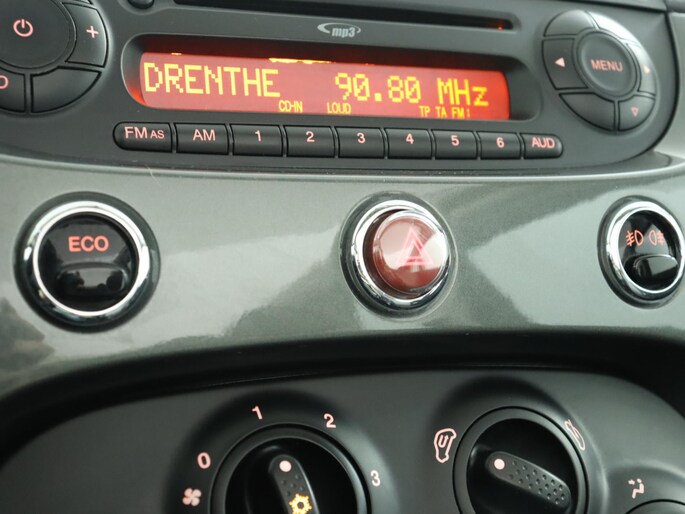 mp3
DRENTHE 90.80 MHz
CD-IN LOUD TP TA FM1
+ MENU
FM AS AM 1 2 3 4 5 6 AUD
ECO
1 2
0 3